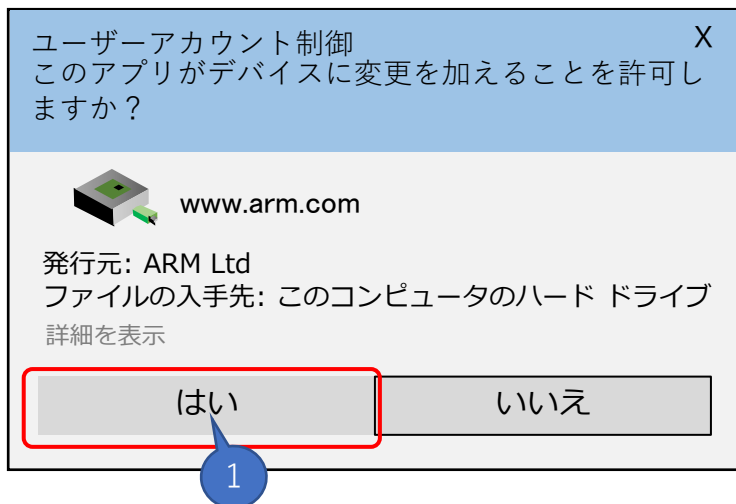 ユーザーアカウント制御
X
このアプリがデバイスに変更を加えることを許可し
ますか？
www.arm.com
発行元: ARM Ltd
ファイルの入手先: このコンピュータのハード ドライブ
詳細を表示
はい
いいえ
1